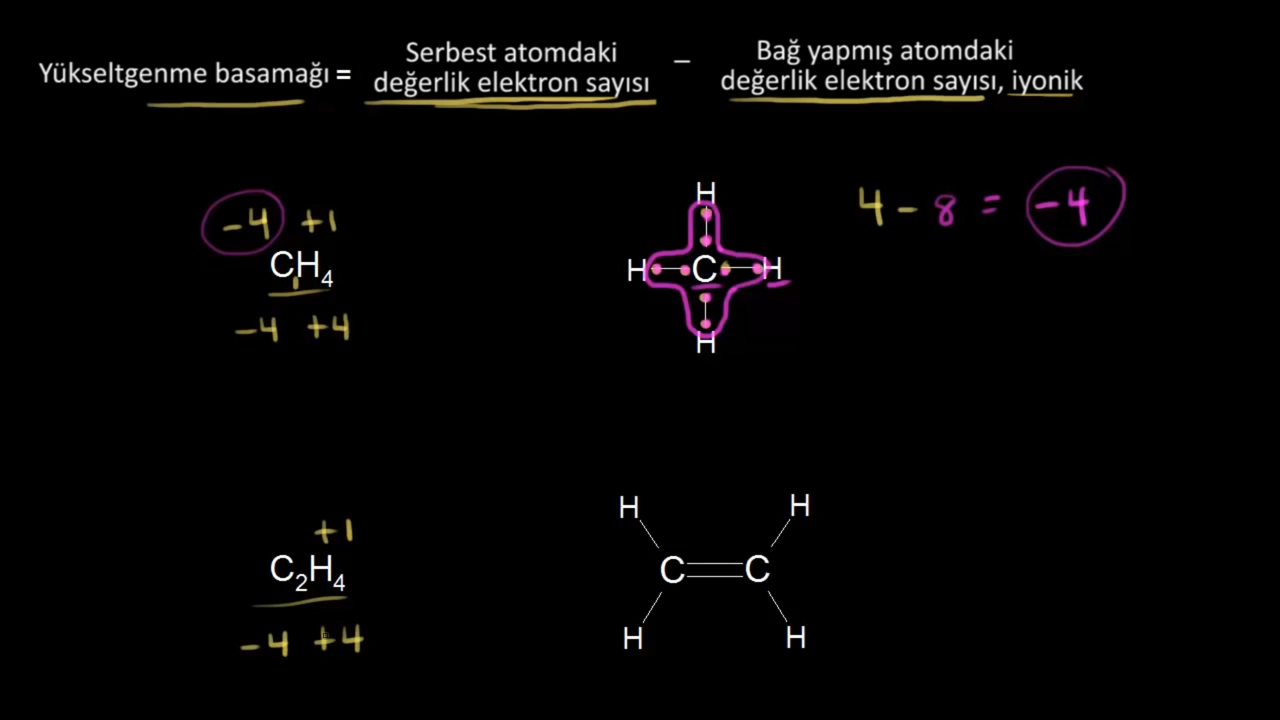 Yükseltgenme basamağı = Serbest atomdaki değerlik elektron sayısı – Bağ yapmış atomdaki değerlik elektron sayısı, iyonik
-4 +1
CH₄
-4 +4
H
H C H
H
4 - 8 = -4
+1
C₂H₄
-4 +4
H H
C C
H H